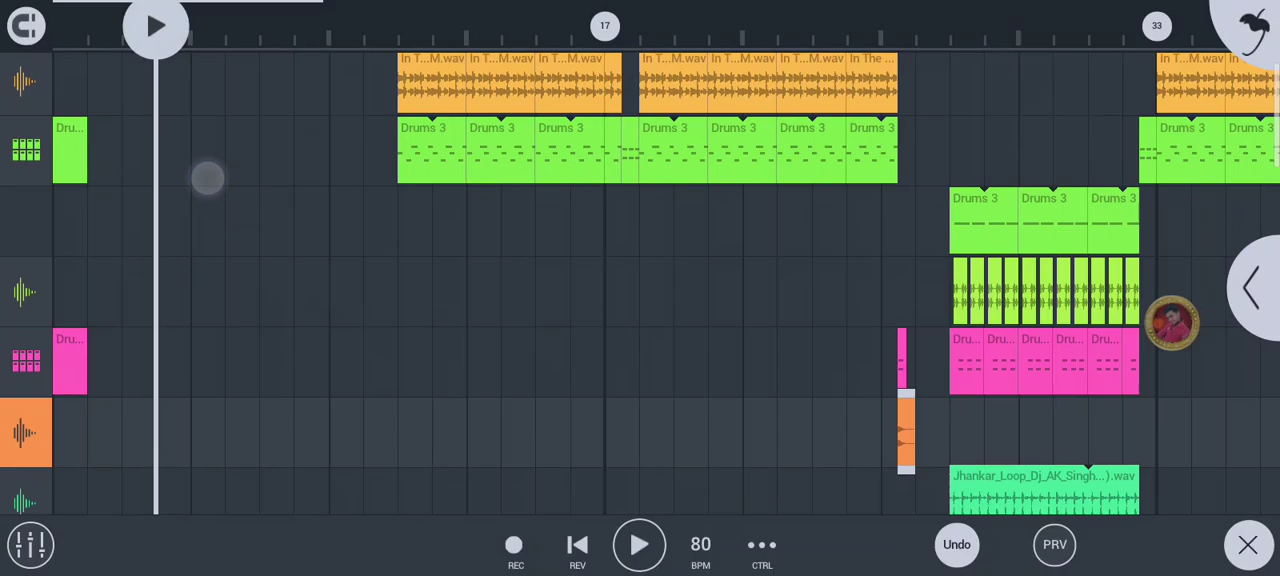 17
33
In T...M.wav In T...M.wav In T...M.wav In T...M.wav In T...M.wav In T...M.wav In The ... In T...M.wav In T
Dru... Drums 3 Drums 3 Drums 3 Drums 3 Drums 3 Drums 3 Drums 3 Drums 3 Drums 3
Drums 3 Drums 3 Drums 3
Dru... Dru... Dru... Dru... Dru... Dru...
Jhankar_Loop_Dj_AK_Singh...).wav
80
Undo
PRV
REC
REV
BPM
CTRL